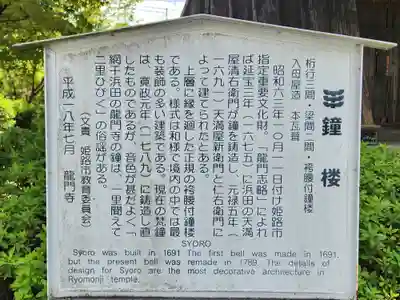 鐘楼
桁行三間・梁間二間・袴腰付鐘楼
入母屋造 本瓦葺
昭和六三年一〇月一日付け姫路市
指定重要文化財。「龍門志略」によれ
ば延宝三年（一六七五）に浜田の天満
屋清右衛門が鐘を鋳造し、元禄五年
一六九一）天満屋新右衛門と仁右衛門に
よって建てられたとある。
上層に縁を廻した正規の袴腰付鐘楼
である。様式は和様で境内の中では最
も装飾の多い建築である。現在の梵鐘
は、寛政元年（一七八九）に鋳造し直
したものであるが、音色が甚だよく「
網干浜田の龍門寺の鐘は、一里聞えて
二里ひびく」の俗謡がある。
（文責 姫路市教育委員会）
平成一八年七月 龍門寺
SYORO
Syoro was built in 1691 The first bell was made in 1691,
but the present bell was remade in 1789. The details of
design for Syoro are the most decorative architecture in
Ryomonji temple.